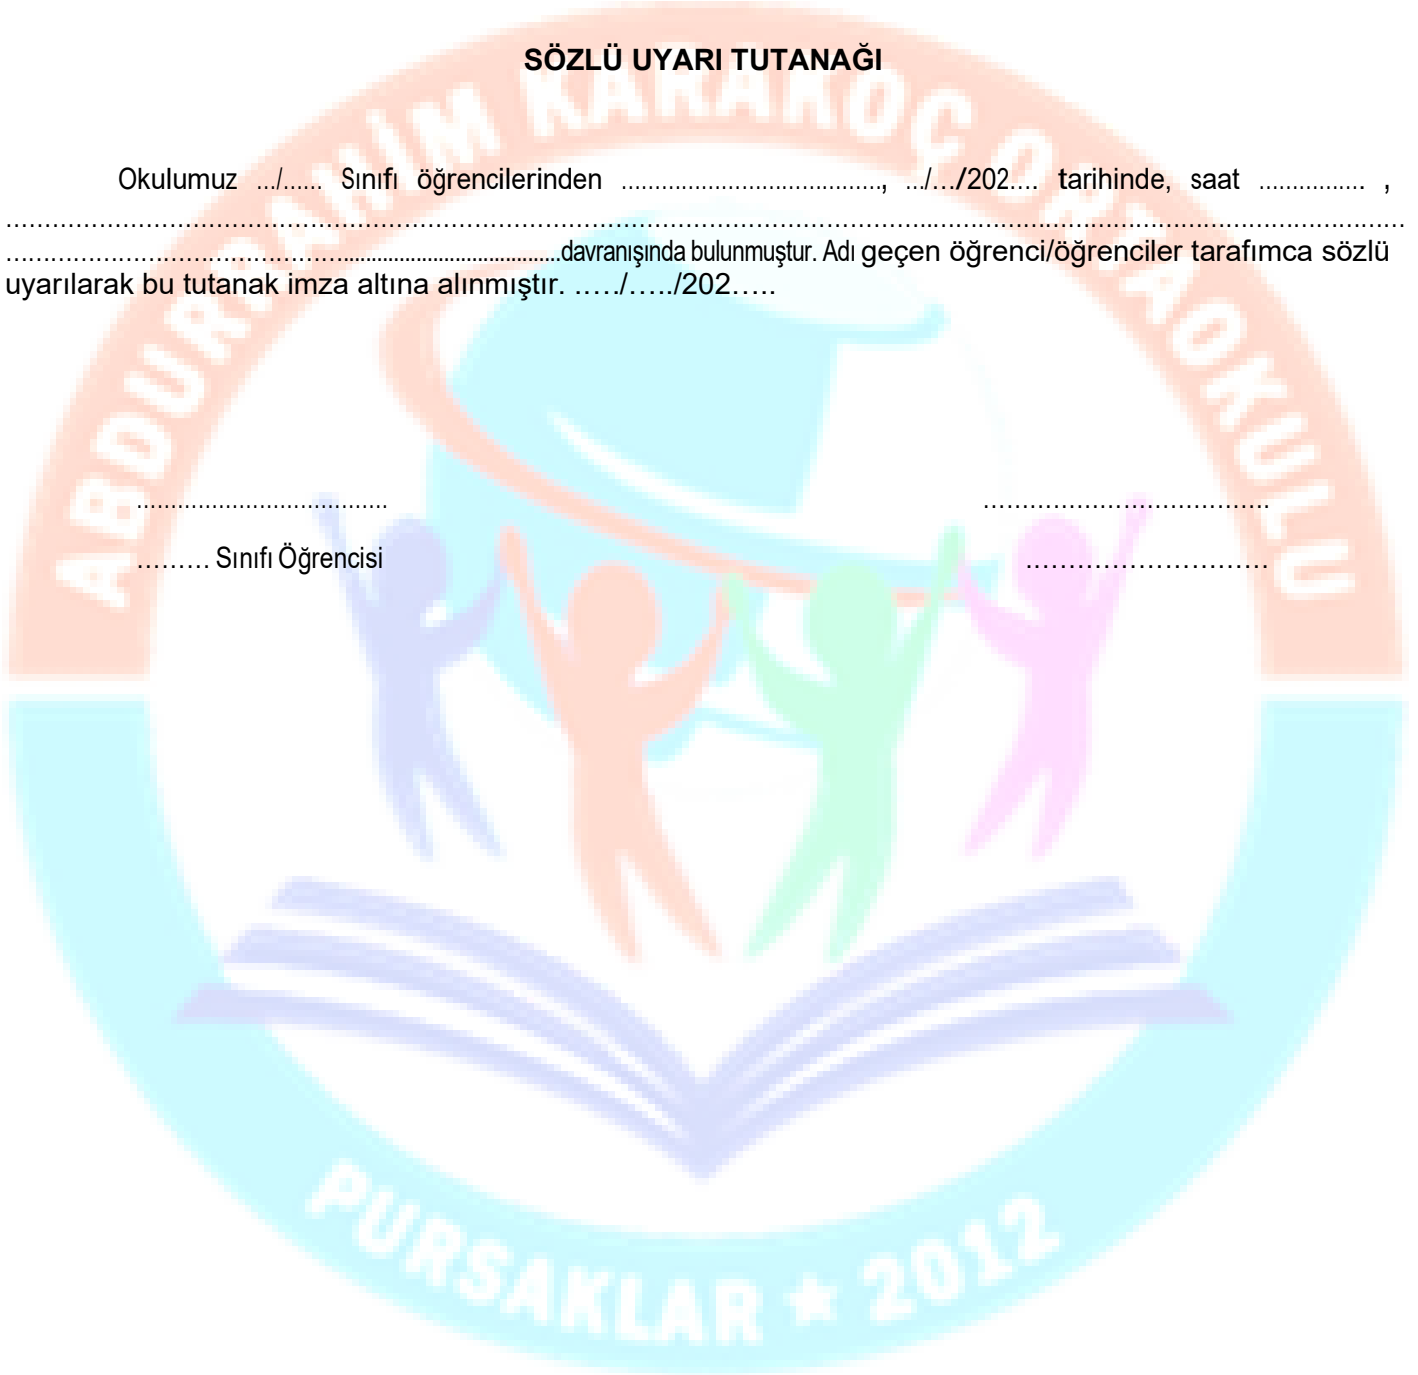 SÖZLÜ UYARI TUTANAĞI
ABDURRAHİM KARAKOÇ ORTAOKULU
Okulumuz .../...... Sınıfı öğrencilerinden ......................................, .../.../202.... tarihinde, saat ............... ,
..........................................................................................................................................................................
.............................................................................davranışında bulunmuştur. Adı geçen öğrenci/öğrenciler tarafımca sözlü
uyarılarak bu tutanak imza altına alınmıştır. ……/…../202…..
..................................... .....................................
……… Sınıfı Öğrencisi ...............................
PURSAKLAR ★ 2012